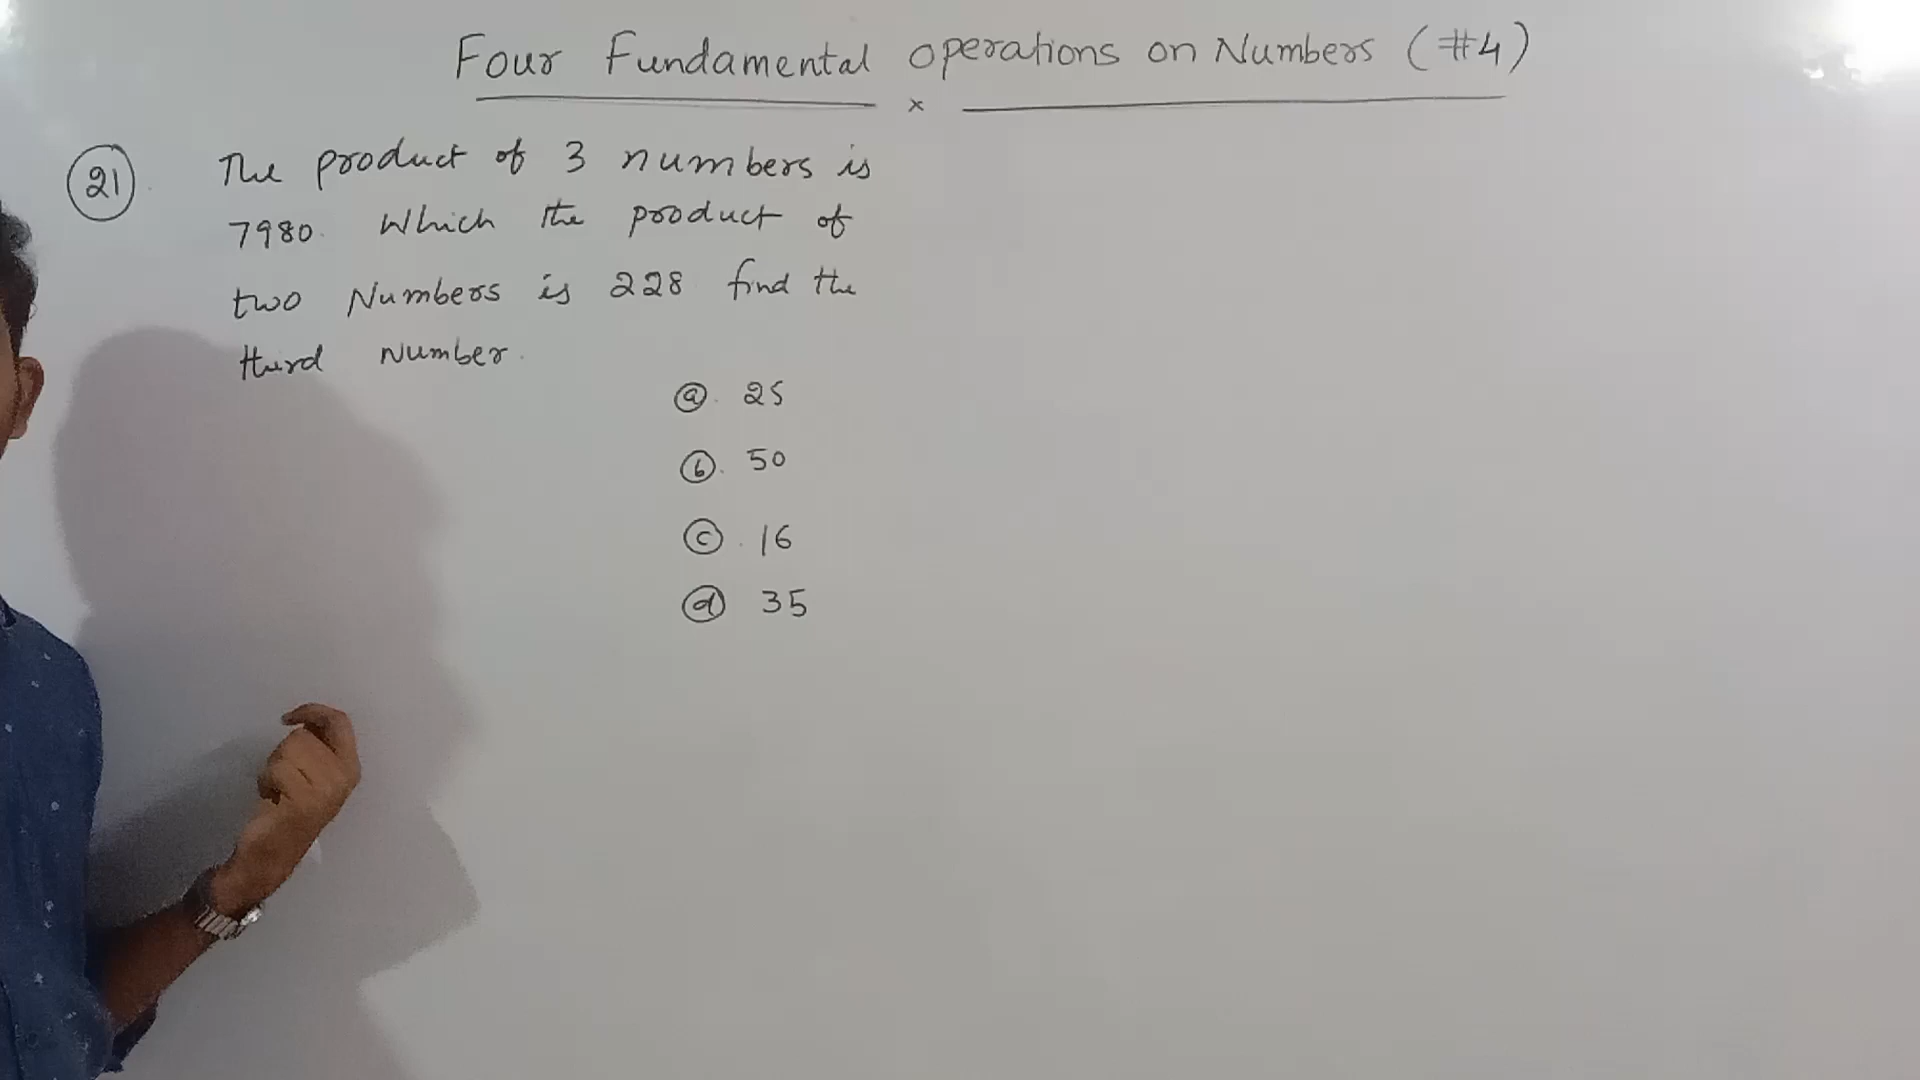 Four Fundamental Operations on Numbers (#4)
x
21 The product of 3 numbers is
7980. Which the product of
two Numbers is 228 find the
third Number.
a. 25
b. 50
c. 16
d 35